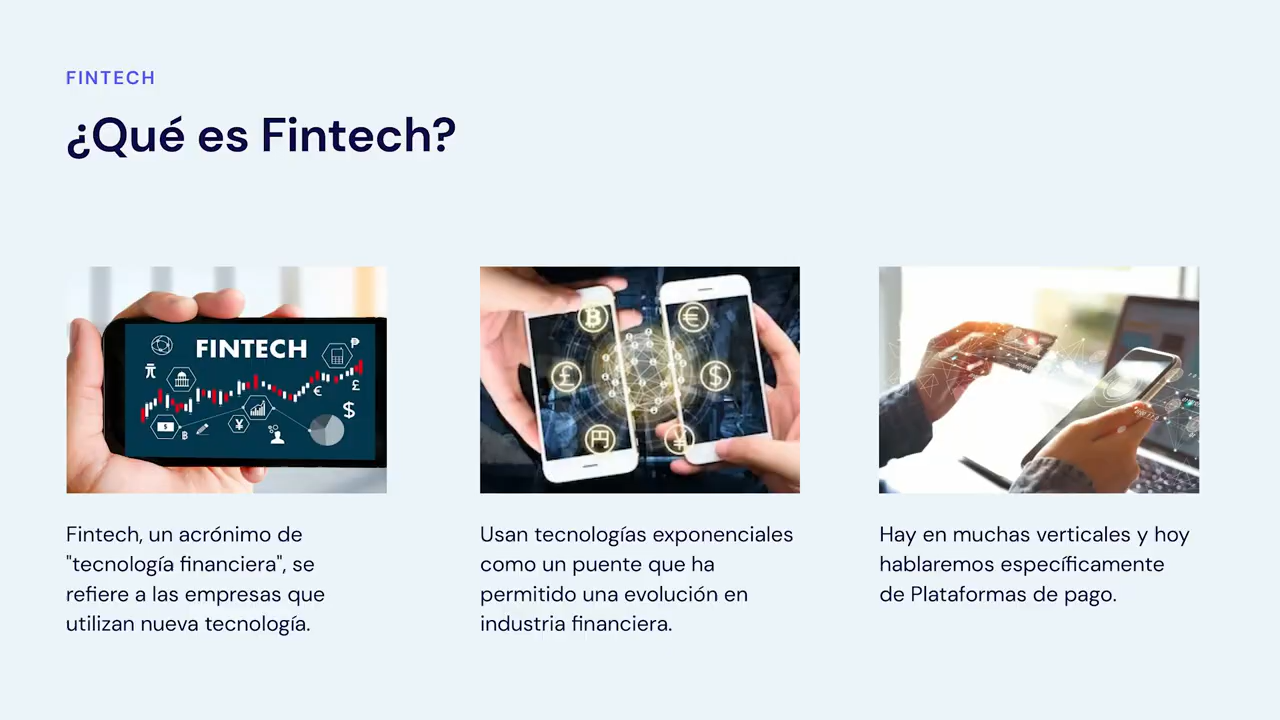 FINTECH
¿Qué es Fintech?
FINTECH
Fintech, un acrónimo de
"tecnología financiera", se
refiere a las empresas que
utilizan nueva tecnología.
Usan tecnologías exponenciales
como un puente que ha
permitido una evolución en
industria financiera.
Hay en muchas verticales y hoy
hablaremos específicamente
de Plataformas de pago.